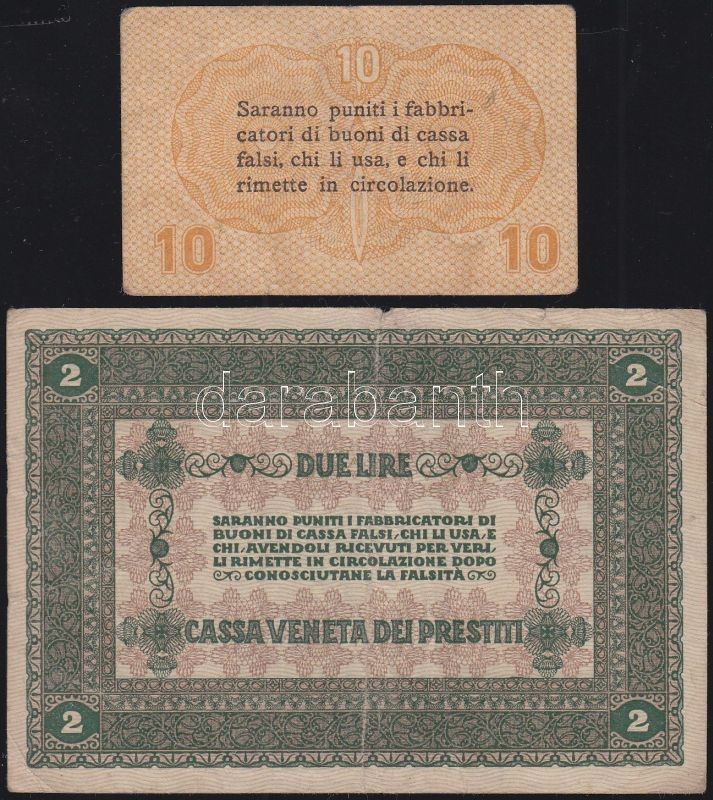 10
Saranno puniti i fabbri-
catori di buoni di cassa
falsi, chi li usa, e chi li
rimette in circolazione.
10 10
2 2
darabanth
DUE LIRE
SARANNO PUNITI I FABBRICATORI DI
BUONI DI CASSA FALSI, CHI LI USA, E
CHI, AVENDOLI RICEVUTI PER VERI,
LI RIMETTE IN CIRCOLAZIONE DOPO
CONOSCIUTANE LA FALSITÀ
CASSA VENETA DEI PRESTITI
2 2